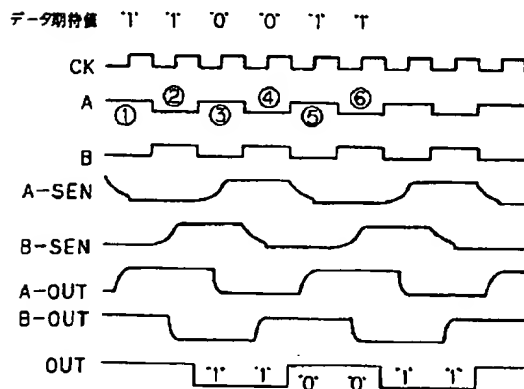 データ期待値 "1" "1" "0" "0" "1" "1"
CK
A ① ② ③ ④ ⑤ ⑥
B
A-SEN
B-SEN
A-OUT
B-OUT
OUT "1" "1" "0" "0" "1" "1"